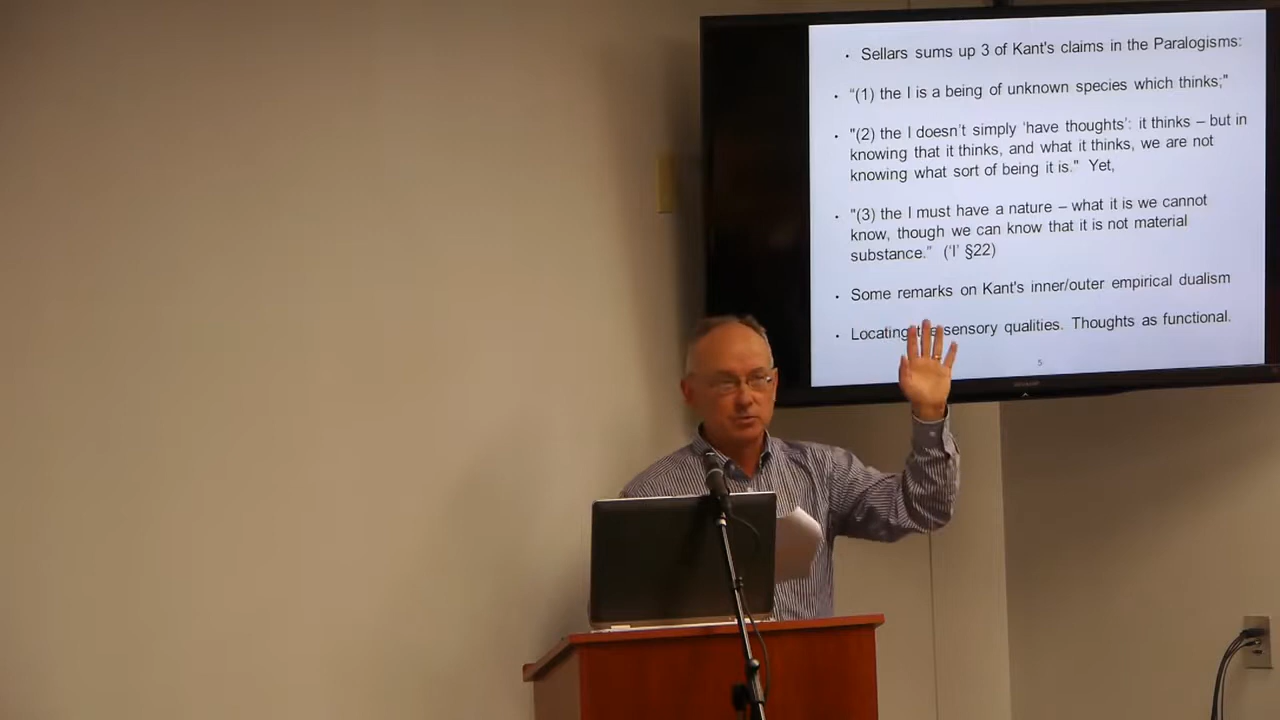 · Sellars sums up 3 of Kant's claims in the Paralogisms:
· "(1) the I is a being of unknown species which thinks;"
· "(2) the I doesn't simply 'have thoughts': it thinks – but in
knowing that it thinks, and what it thinks, we are not
knowing what sort of being it is." Yet,
· "(3) the I must have a nature – what it is we cannot
know, though we can know that it is not material
substance." ('I' §22)
· Some remarks on Kant's inner/outer empirical dualism
· Locating the sensory qualities. Thoughts as functional.
5